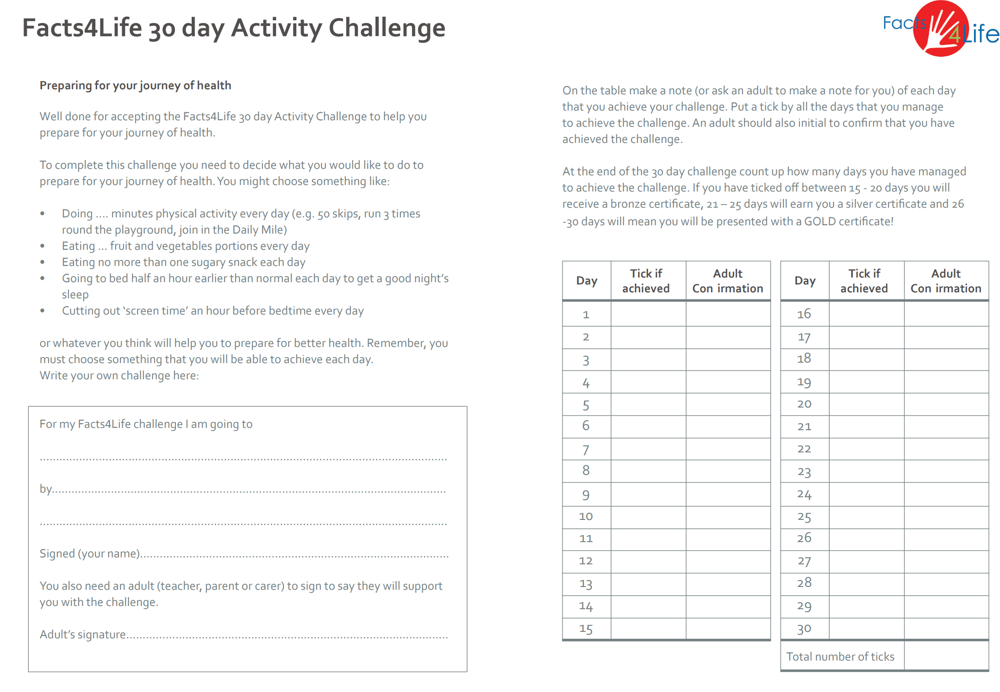 Facts4Life 30 day Activity Challenge
Facts4Life
Preparing for your journey of health
Well done for accepting the Facts4Life 30 day Activity Challenge to help you
prepare for your journey of health.
To complete this challenge you need to decide what you would like to do to
prepare for your journey of health. You might choose something like:
• Doing .... minutes physical activity every day (e.g. 50 skips, run 3 times
round the playground, join in the Daily Mile)
• Eating ... fruit and vegetables portions every day
• Eating no more than one sugary snack each day
• Going to bed half an hour earlier than normal each day to get a good night's
sleep
• Cutting out 'screen time' an hour before bedtime every day
or whatever you think will help you to prepare for better health. Remember, you
must choose something that you will be able to achieve each day.
Write your own challenge here:
For my Facts4Life challenge I am going to
..............................................................................................................................
by.........................................................................................................................
..............................................................................................................................
Signed (your name)...............................................................................................
You also need an adult (teacher, parent or carer) to sign to say they will support
you with the challenge.
Adult's signature...................................................................................................
On the table make a note (or ask an adult to make a note for you) of each day
that you achieve your challenge. Put a tick by all the days that you manage
to achieve the challenge. An adult should also initial to confirm that you have
achieved the challenge.
At the end of the 30 day challenge count up how many days you have managed
to achieve the challenge. If you have ticked off between 15 - 20 days you will
receive a bronze certificate, 21 – 25 days will earn you a silver certificate and 26
-30 days will mean you will be presented with a GOLD certificate!
Day Tick if achieved Adult Con irmation
1
2
3
4
5
6
7
8
9
10
11
12
13
14
15
Day Tick if achieved Adult Con irmation
16
17
18
19
20
21
22
23
24
25
26
27
28
29
30
Total number of ticks